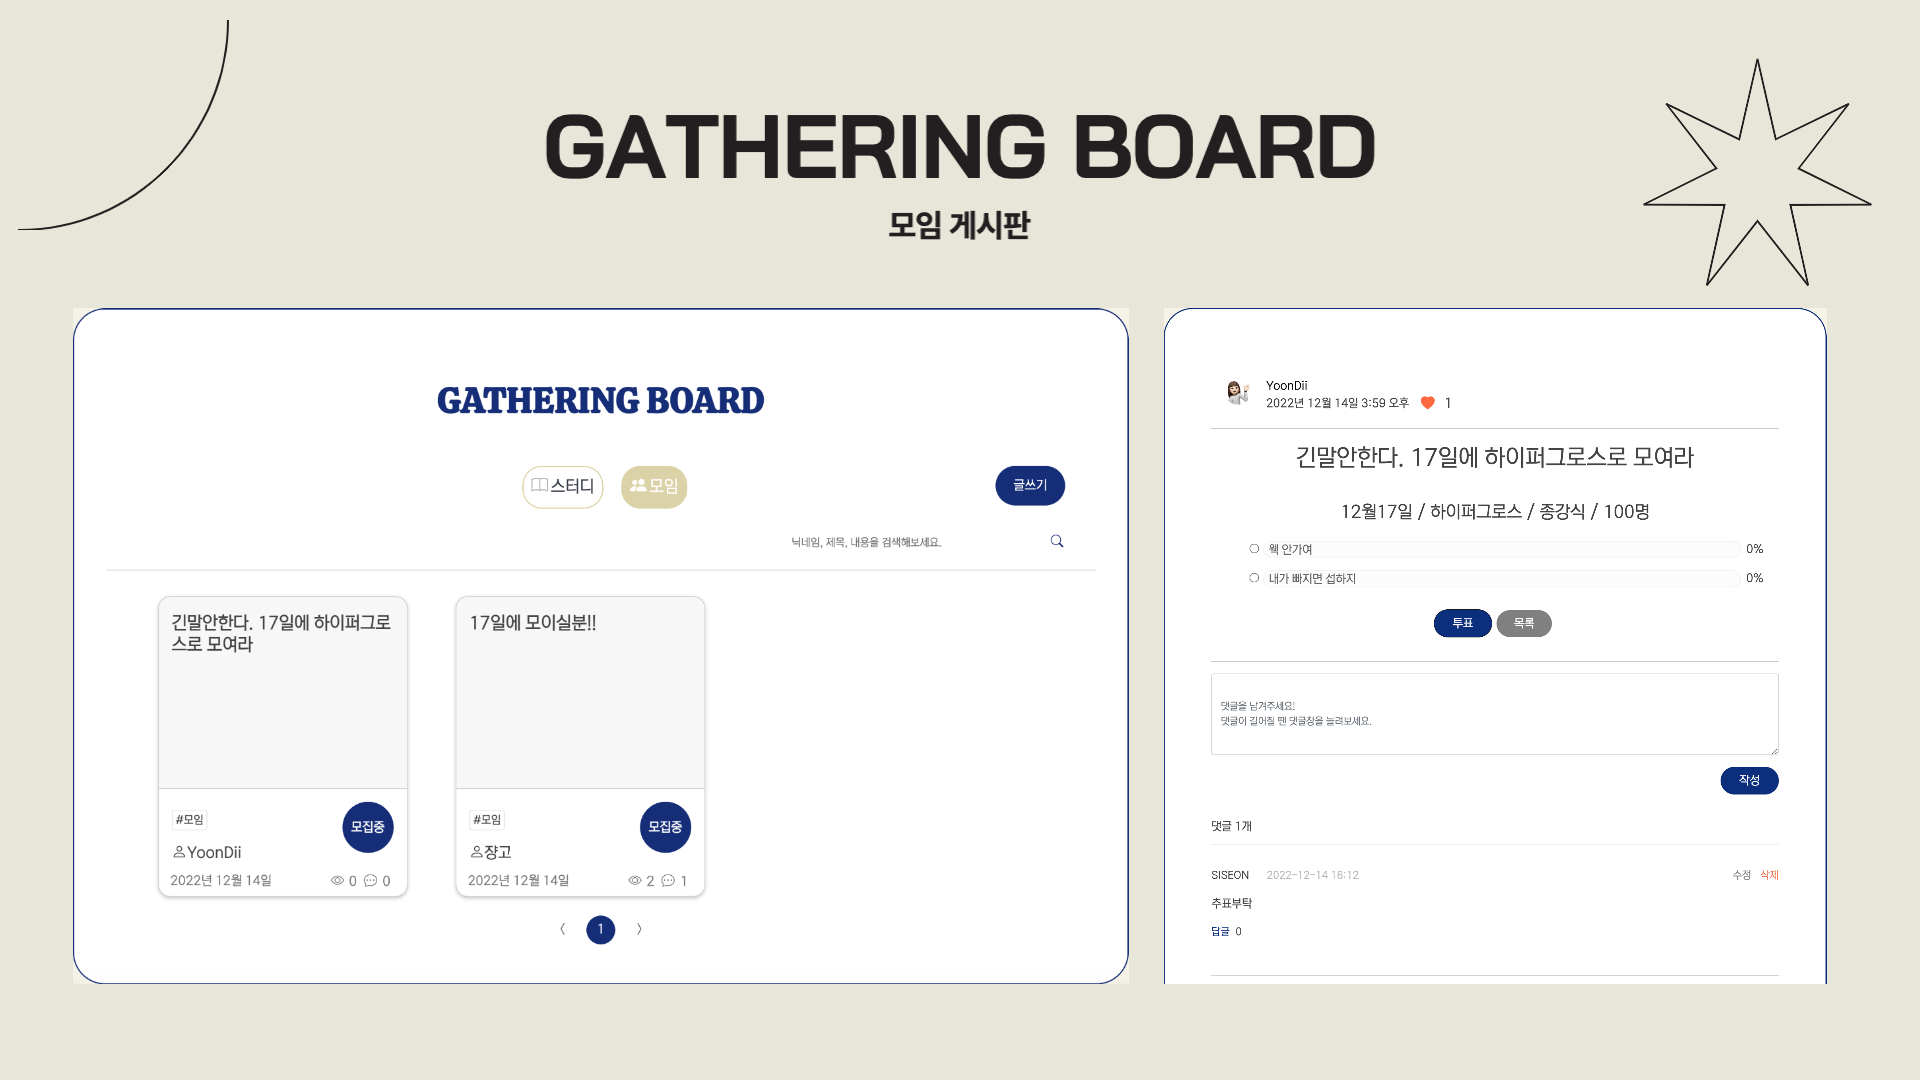 GATHERING BOARD
모임 게시판
GATHERING BOARD
스터디
모임
글쓰기
닉네임, 제목, 내용을 검색해보세요.
긴말안한다. 17일에 하이퍼그로
스로 모여라
#모임
모집중
YoonDii
2022년 12월 14일 0 0
17일에 모이실분!!
#모임
모집중
쟝고
2022년 12월 14일 2 1
〈 1 〉
YoonDii
2022년 12월 14일 3:59 오후 1
긴말안한다. 17일에 하이퍼그로스로 모여라
12월17일 / 하이퍼그로스 / 종강식 / 100명
웩 안가여 0%
내가 빠지면 섭하지 0%
투표 목록
댓글을 남겨주세요!
댓글이 길어질 땐 댓글창을 늘려보세요.
작성
댓글 1개
SISEON 2022-12-14 16:12 수정 삭제
추표부탁
답글 0